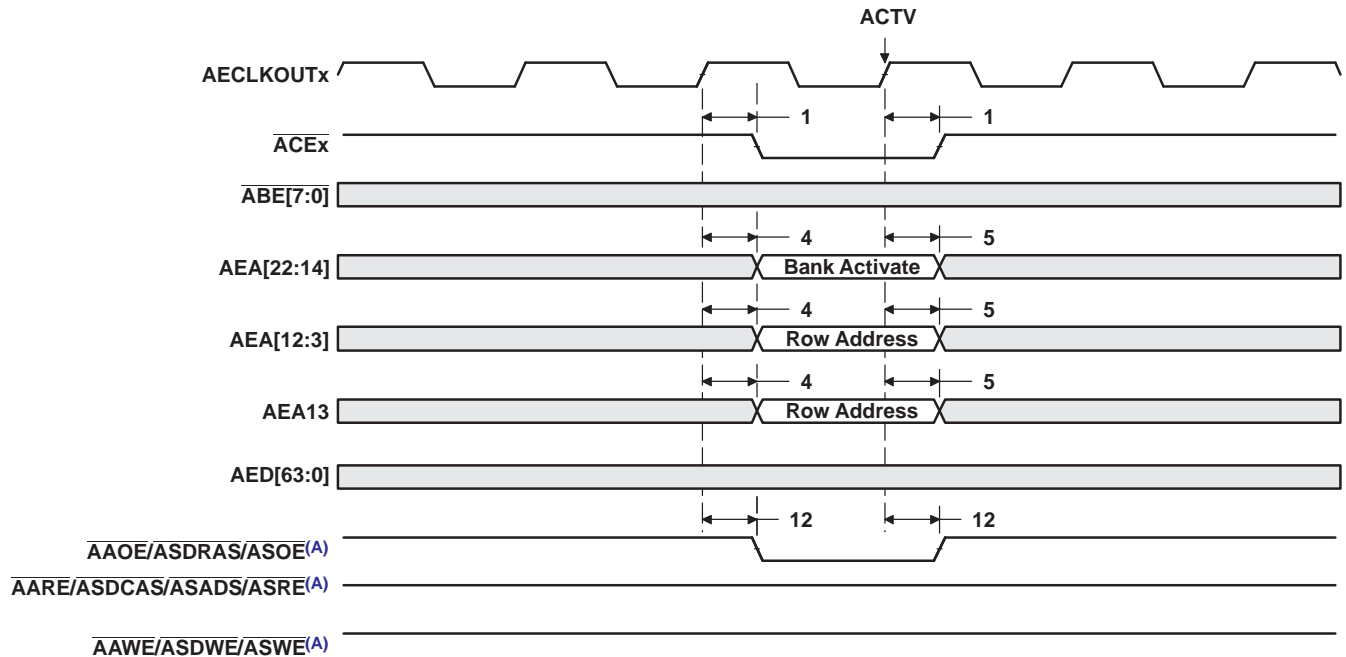 ACTV
AECLKOUTx
1 1
ACEx
ABE[7:0]
4 5
AEA[22:14] Bank Activate
4 5
AEA[12:3] Row Address
4 5
AEA13 Row Address
AED[63:0]
12 12
AAOE/ASDRAS/ASOE(A)
AARE/ASDCAS/ASADS/ASRE(A)
AAWE/ASDWE/ASWE(A)